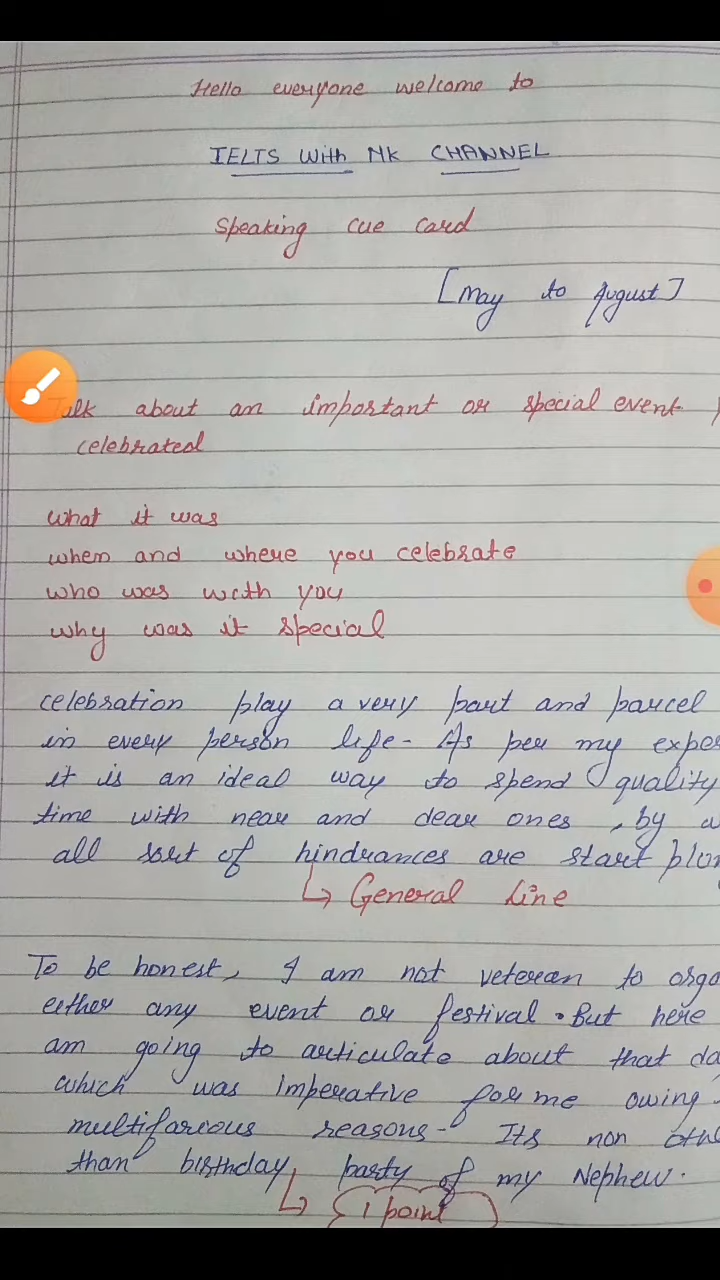 Hello everyone welcome to
IELTS with NK CHANNEL
Speaking cue card
[May to August]
Talk about an important or special event
celebrated
what it was
when and where you celebrate
who was with you
why was it special
celebration play a very part and parcel
in every person life. As per my
it is an ideal way to spend quality
time with near and dear ones, by
all sort of hindrances are start
↳ General line
To be honest, I am not veteran to
either any event or festival. But here
am going to articulate about that
which was imperative for me owing
multifarious reasons. Its non
than birthday party of my Nephew.
↳ 1 point